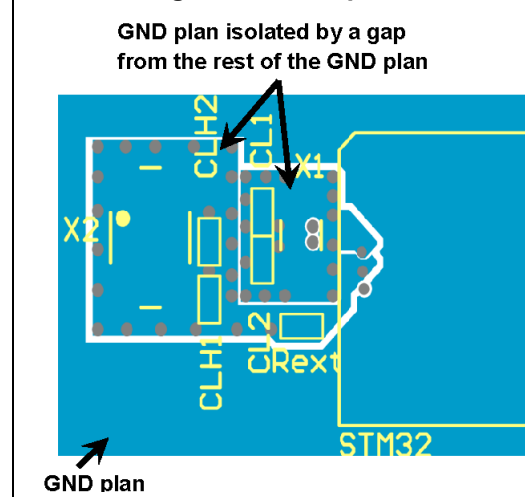 GND plan isolated by a gap
from the rest of the GND plan
CLH2
CL1
X1
X2
CLH1
CL2
Rext
STM32
GND plan